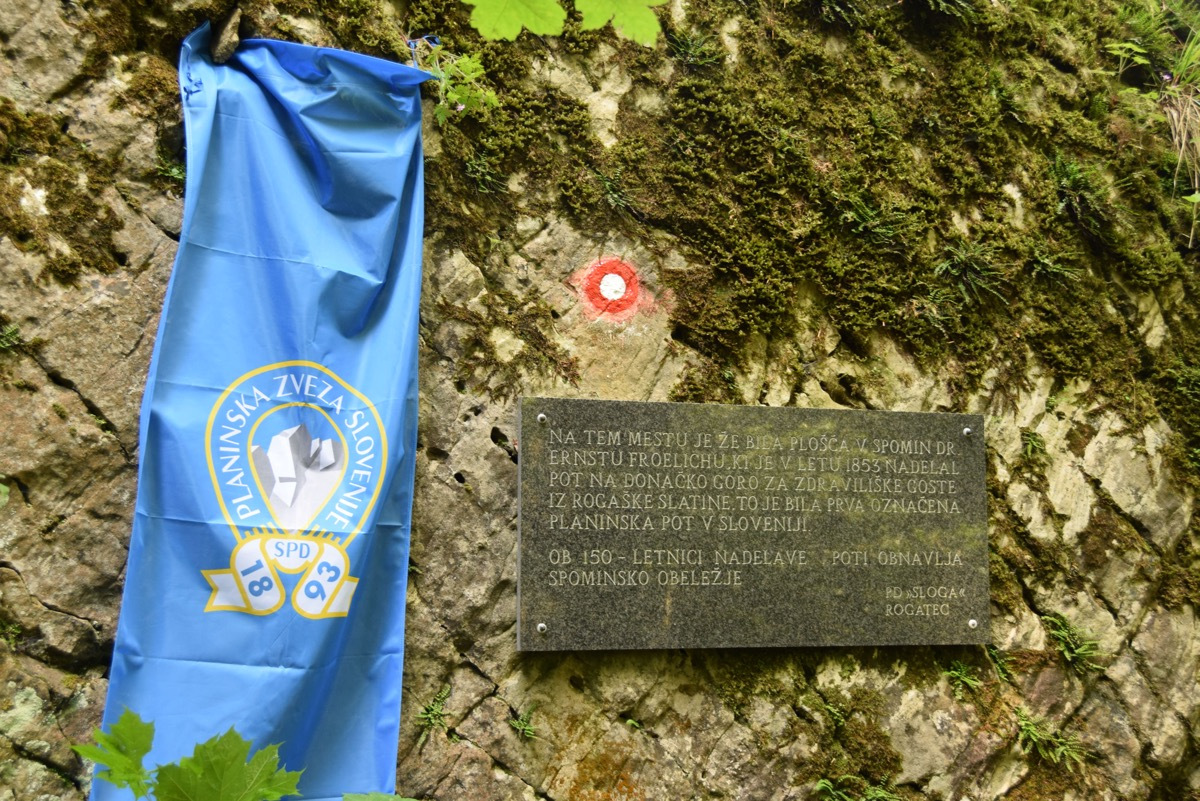 PLANINSKA ZVEZA SLOVENIJE
SPD
1893
NA TEM MESTU JE ŽE BILA PLOŠČA V SPOMIN DR.
ERNSTU FROELICHU, KI JE V LETU 1853 NADELAL
POT NA DONAČKO GORO ZA ZDRAVILIŠKE GOSTE
IZ ROGAŠKE SLATINE. TO JE BILA PRVA OZNAČENA
PLANINSKA POT V SLOVENIJI.
OB 150 - LETNICI NADELAVE POTI OBNAVLJA
SPOMINSKO OBELEŽJE
PD »SLOGA«
ROGATEC